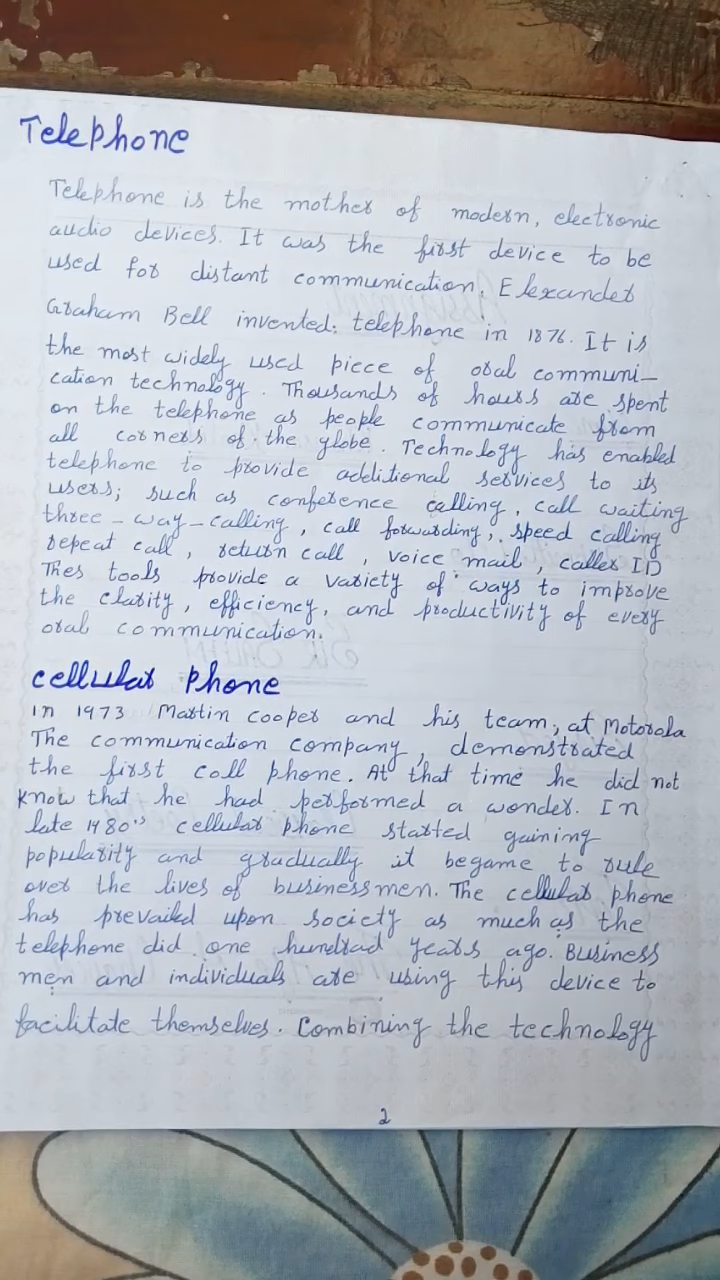 Telephone
Telephone is the mother of modern, electronic
audio devices. It was the first device to be
used for distant communication. Elexander
Graham Bell invented. telephone in 1876. It is
the most widely used piece of oral communi-
cation technology. Thousands of hours are spent
on the telephone as people communicate from
all corners of the globe. Technology has enabled
telephone to provide additional services to its
users; such as conference calling, call waiting
three-way-calling, call forwarding, speed calling
repeat call, return call, voice mail, caller ID
Thes tools provide a variety of ways to improve
the clarity, efficiency, and productivity of every
oral communication.
cellular phone
in 1973 Martin cooper and his team, at Motorola
The communication company, demonstrated
the first coll phone. At that time he did not
know that he had performed a wonder. In
late 1980's cellular phone started gaining
popularity and gradually it begame to rule
over the lives of businessmen. The cellular phone
has prevailed upon society as much as the
telephone did one hundrad years ago. Business
men and individuals are using this device to
facilitate themselves. Combining the technology
2